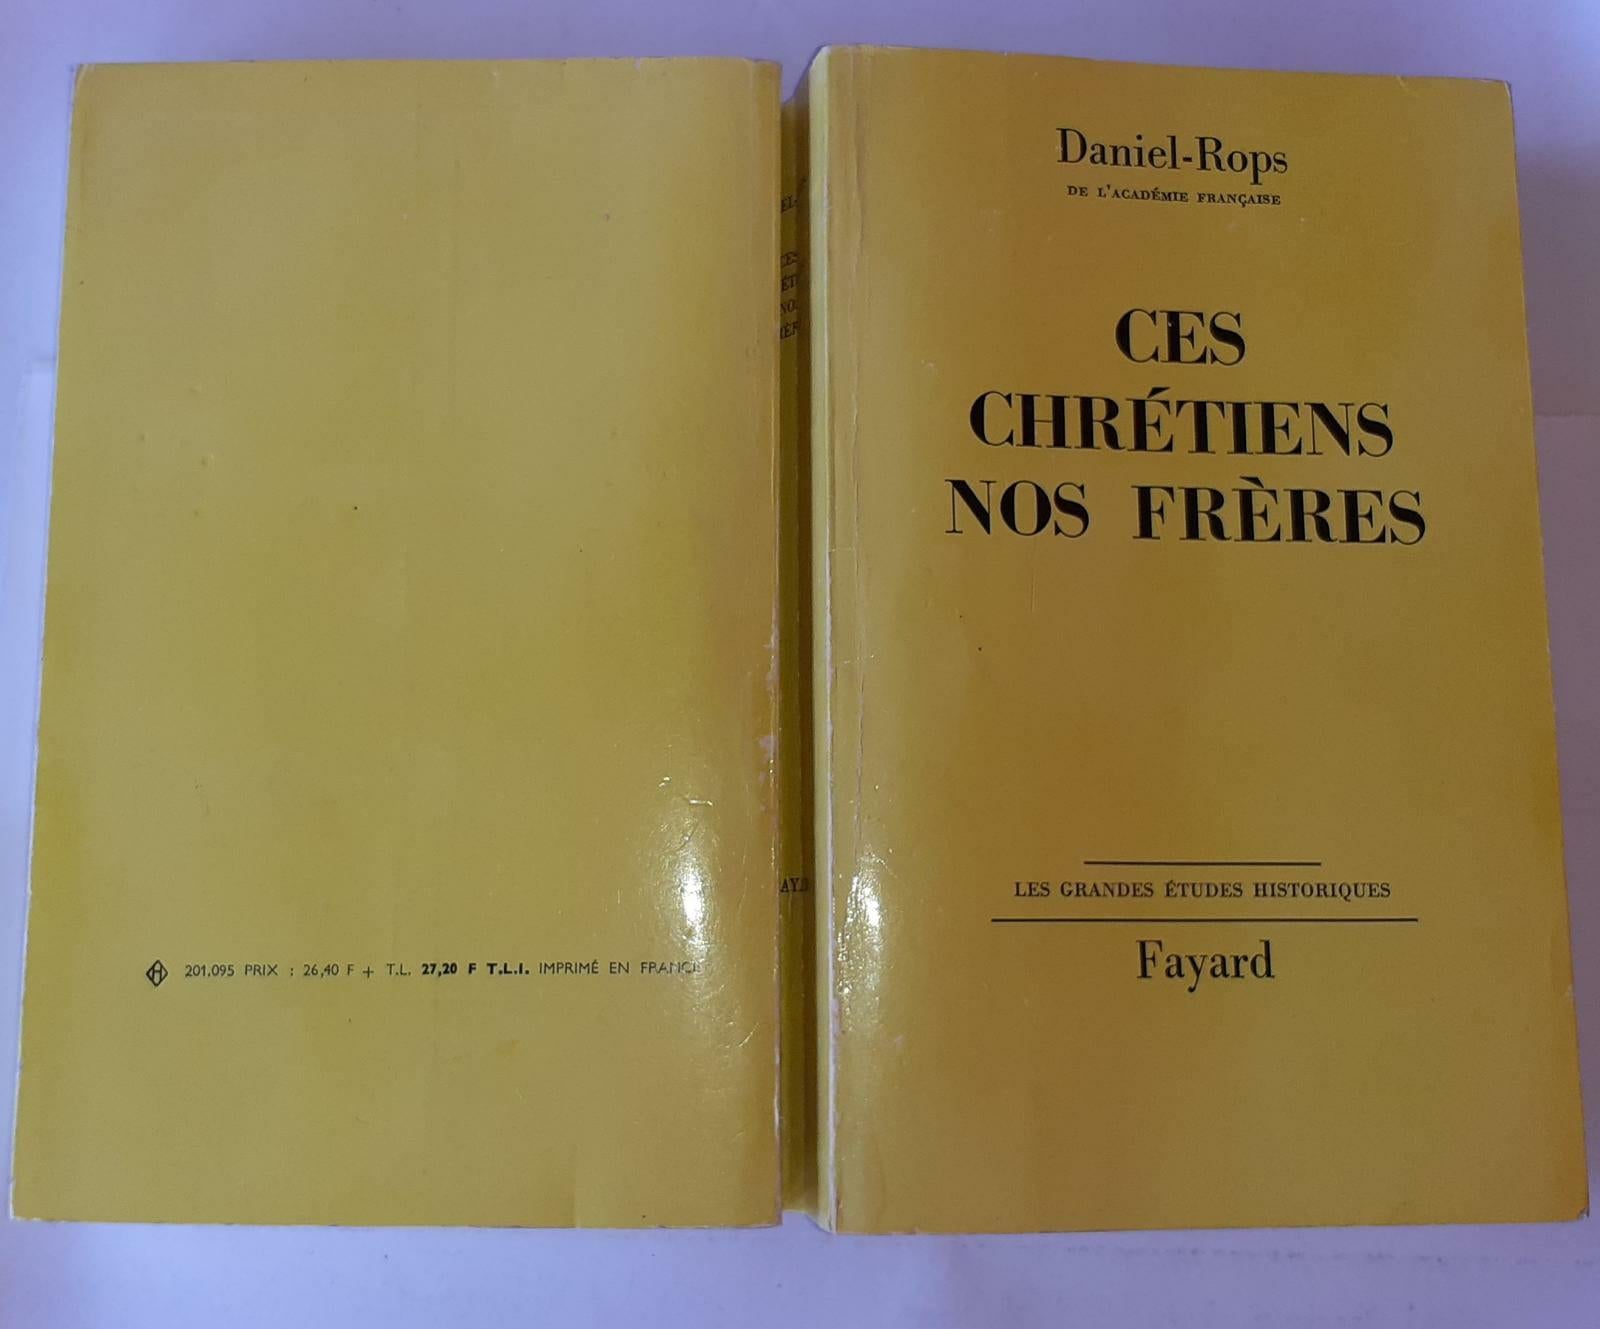 Daniel-Rops
DE L'ACADÉMIE FRANÇAISE
CES
CHRÉTIENS
NOS FRÈRES
LES GRANDES ÉTUDES HISTORIQUES
Fayard
201.095 PRIX : 26,40 F + T.L. 27,20 F T.L.I. IMPRIMÉ EN FRANCE